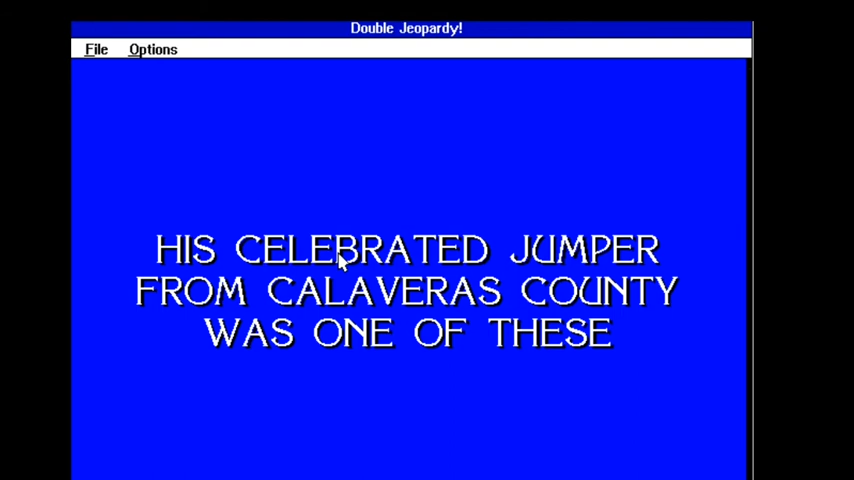 Double Jeopardy!
File Options
HIS CELEBRATED JUMPER
FROM CALAVERAS COUNTY
WAS ONE OF THESE